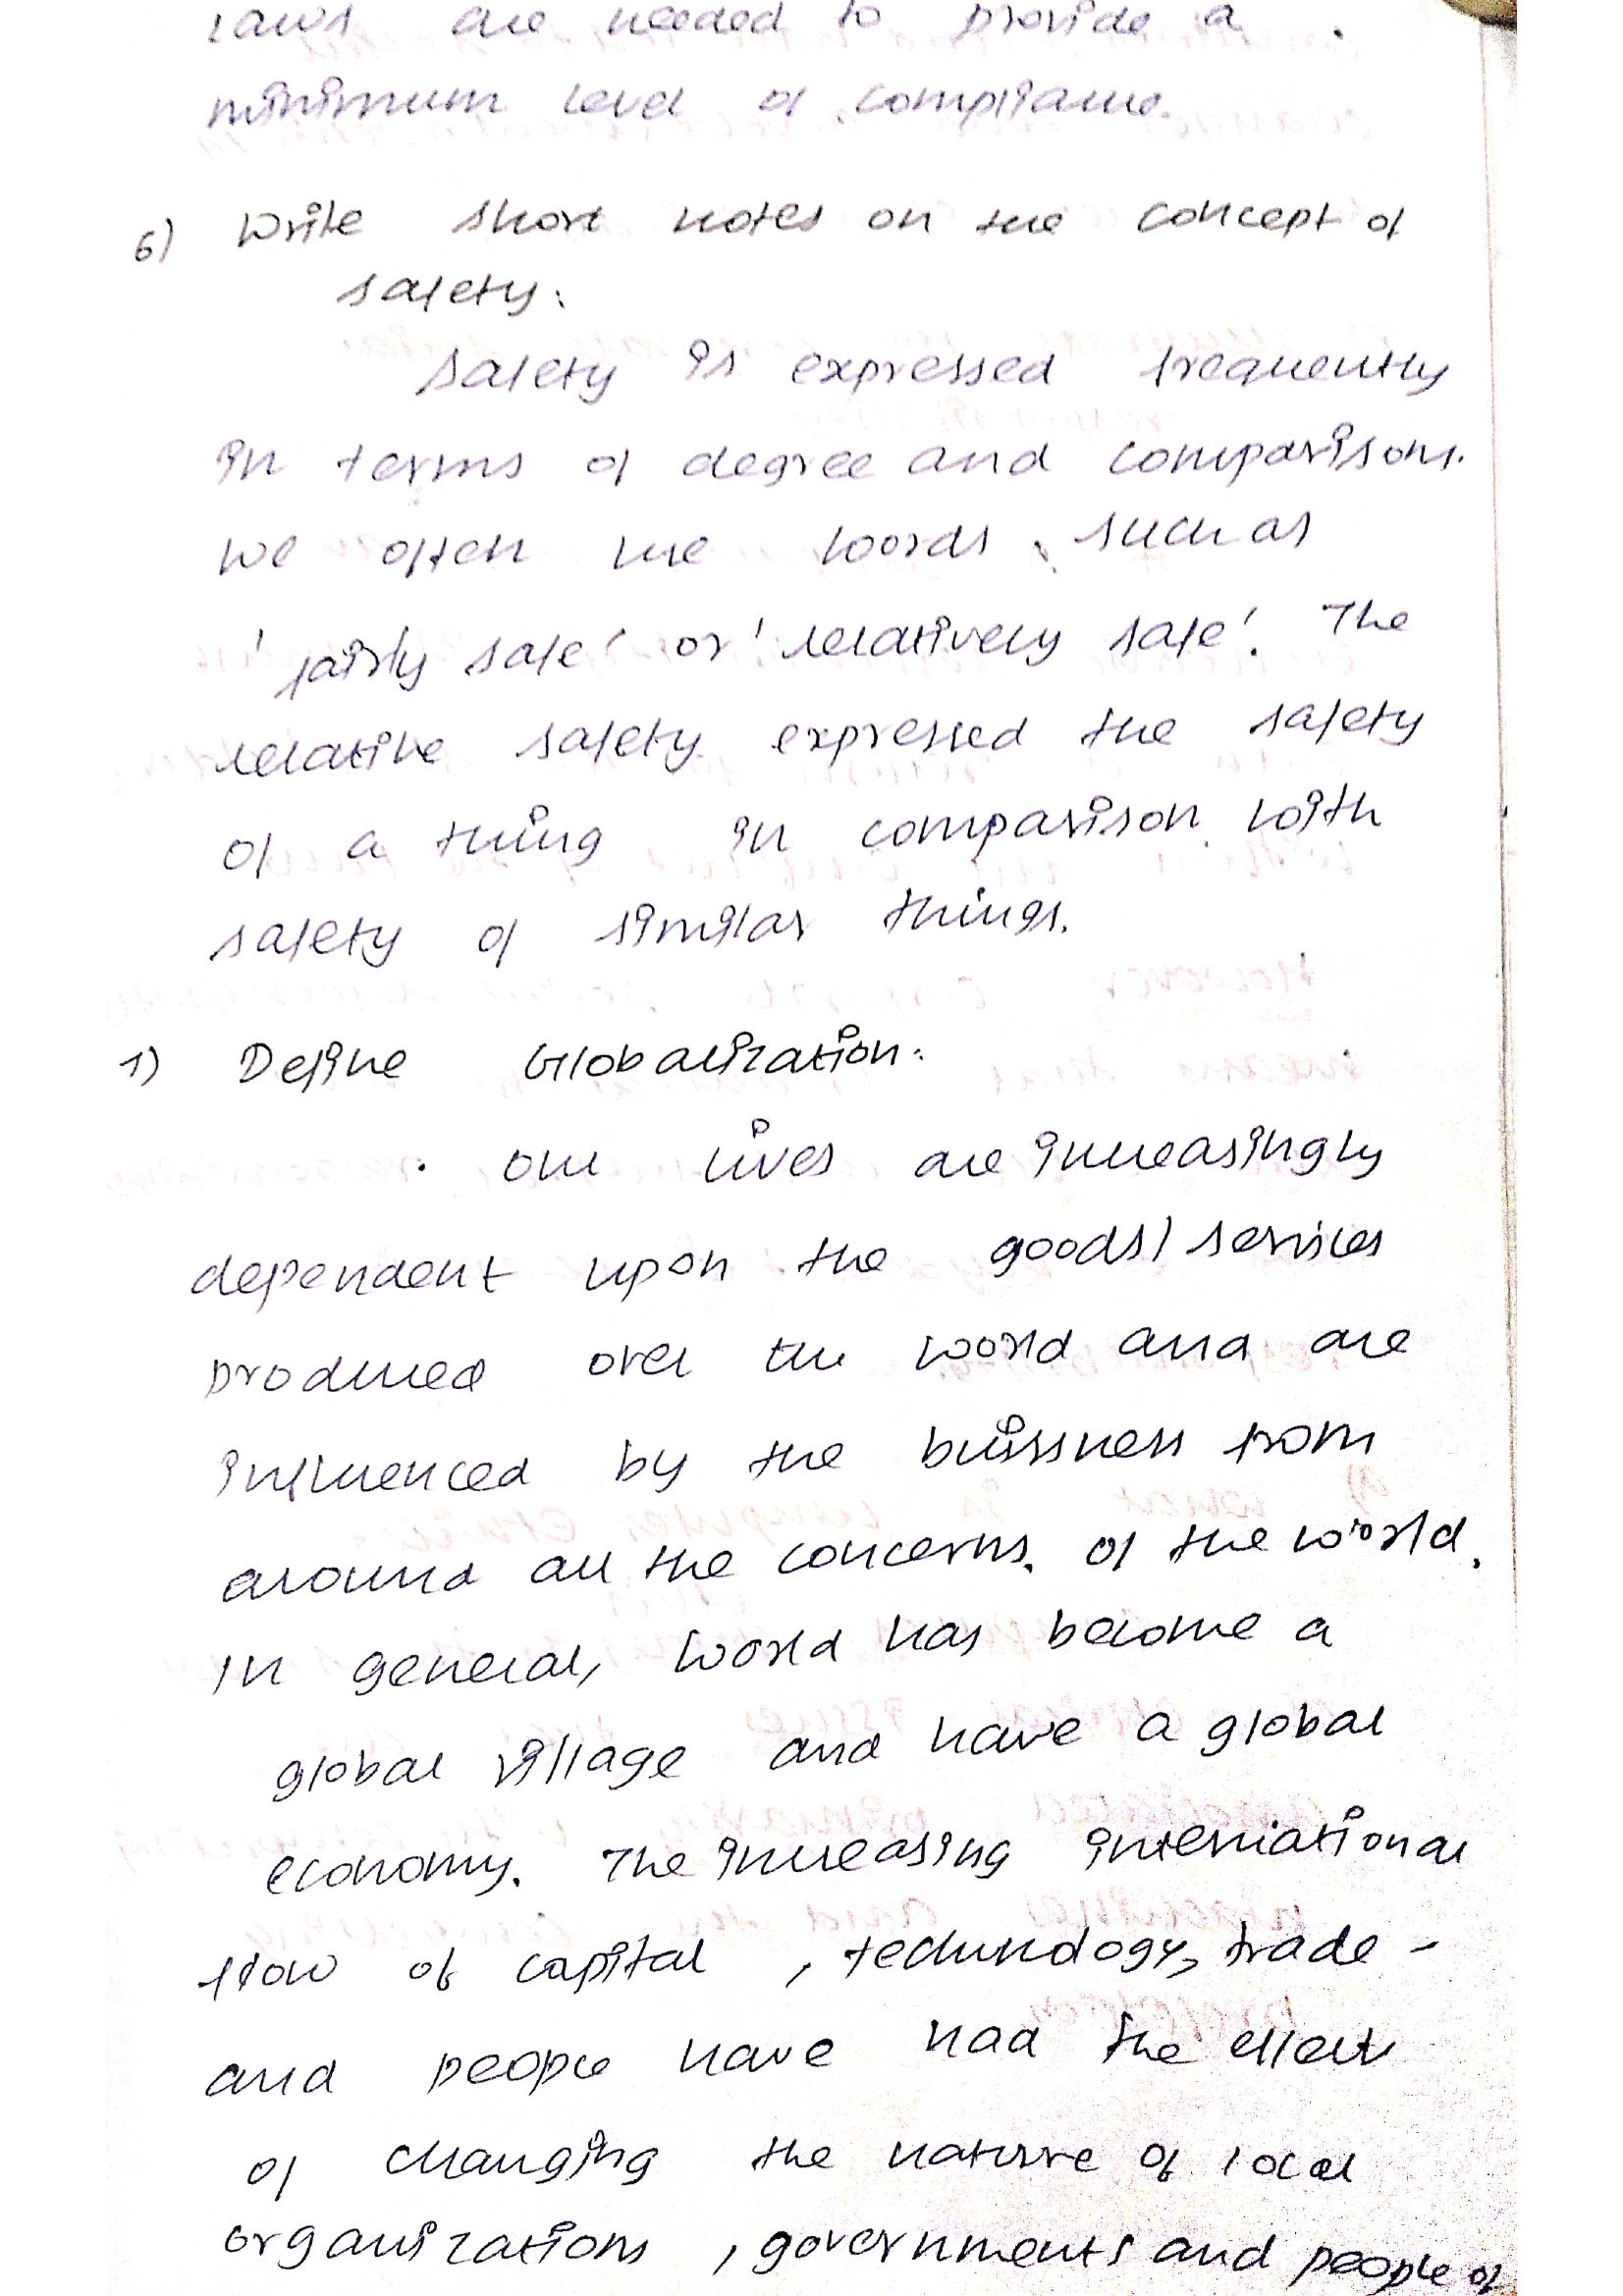 laws are needed to provide a
minimum level of compliance.
6) Write short notes on the concept of
safety:
Safety is expressed frequently
in terms of degree and comparisons.
We often use words such as
'fairly safe' or 'relatively safe'. The
relative safety expressed the safety
of a thing in comparison with
safety of similar things.
1) Define Globalization:
Our lives are increasingly
dependent upon the goods/services
produced over the world and are
influenced by the buissness from
around all the concerns. of the world.
In general, world has become a
global village and have a global
economy. The increasing international
flow of capital, technology, trade -
and people have had the effect
of changing the nature of local
organizations, governments and people of